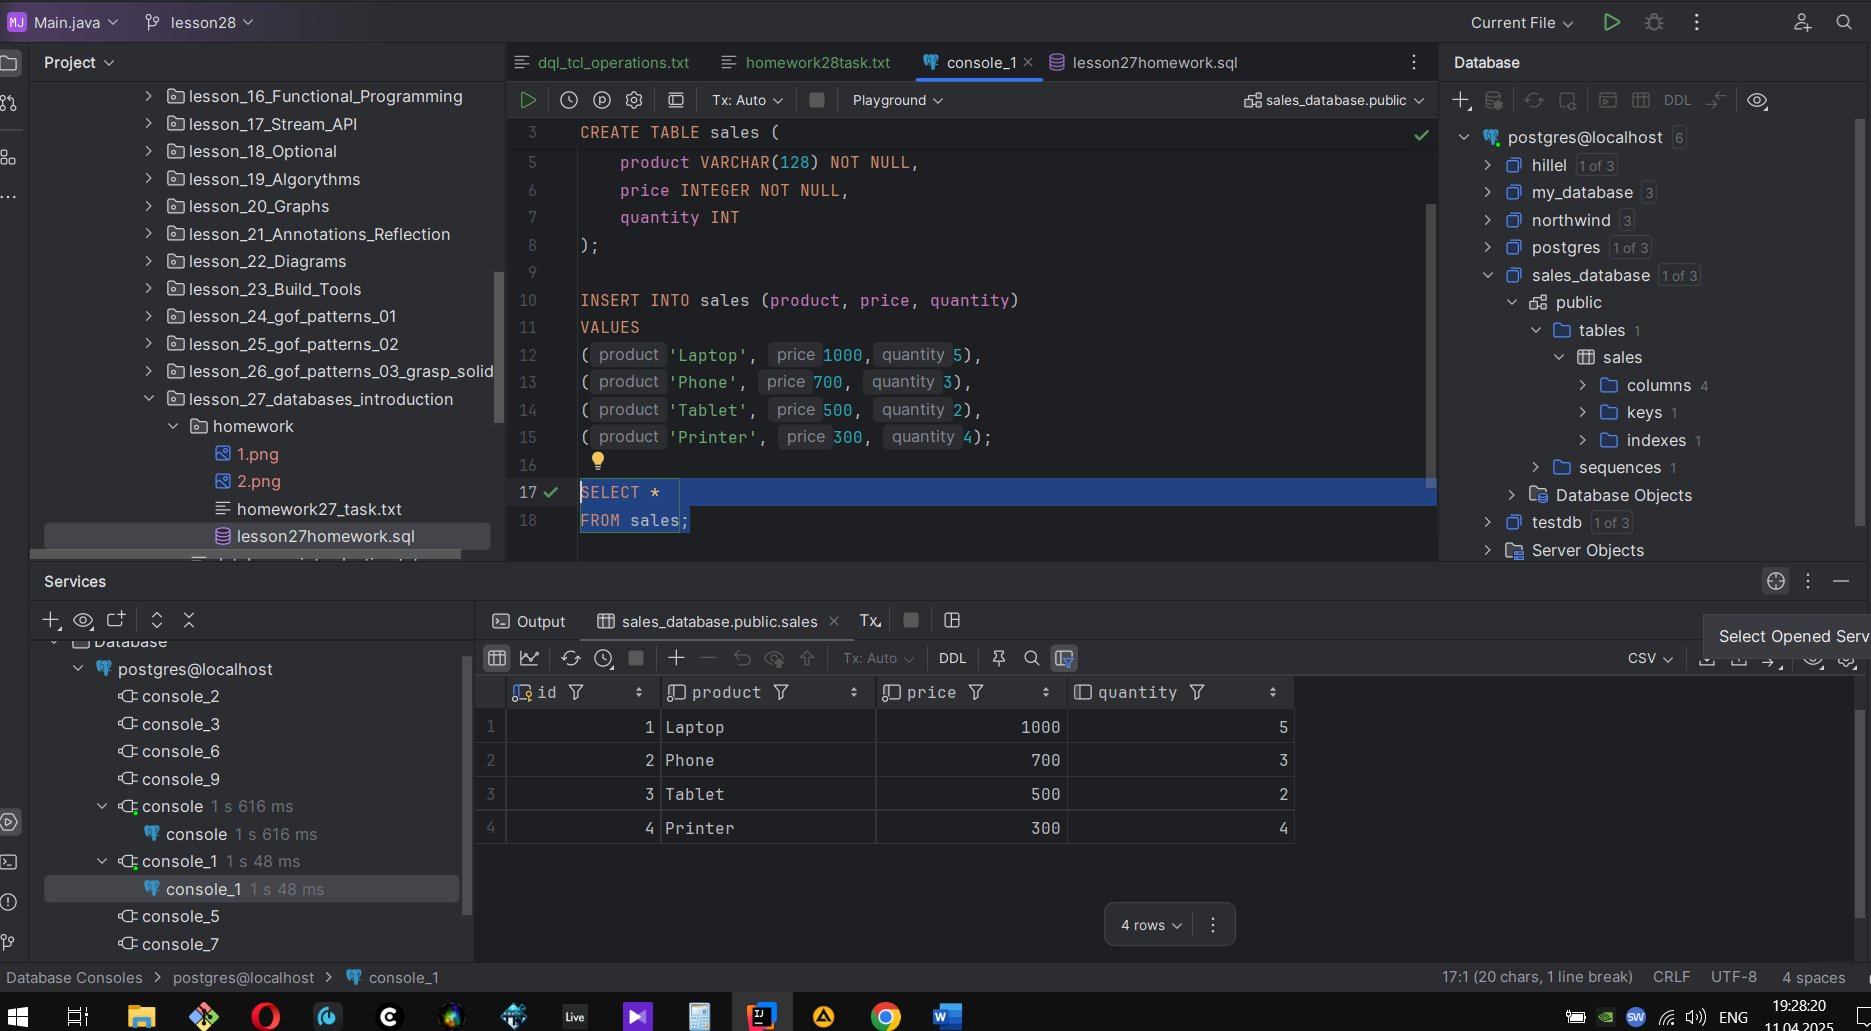 MJ Main.java lesson28 Current File
Project
lesson_16_Functional_Programming
lesson_17_Stream_API
lesson_18_Optional
lesson_19_Algorythms
lesson_20_Graphs
lesson_21_Annotations_Reflection
lesson_22_Diagrams
lesson_23_Build_Tools
lesson_24_gof_patterns_01
lesson_25_gof_patterns_02
lesson_26_gof_patterns_03_grasp_solid
lesson_27_databases_introduction
homework
1.png
2.png
homework27_task.txt
lesson27homework.sql
dql_tcl_operations.txt homework28task.txt console_1 lesson27homework.sql
Tx: Auto Playground sales_database.public
3 CREATE TABLE sales (
5 product VARCHAR(128) NOT NULL,
6 price INTEGER NOT NULL,
7 quantity INT
8 );
9
10 INSERT INTO sales (product, price, quantity)
11 VALUES
12 ( product 'Laptop', price 1000, quantity 5),
13 ( product 'Phone', price 700, quantity 3),
14 ( product 'Tablet', price 500, quantity 2),
15 ( product 'Printer', price 300, quantity 4);
16
17 SELECT *
18 FROM sales;
Database
DDL
postgres@localhost 6
hillel 1 of 3
my_database 3
northwind 3
postgres 1 of 3
sales_database 1 of 3
public
tables 1
sales
columns 4
keys 1
indexes 1
sequences 1
Database Objects
testdb 1 of 3
Server Objects
Services
Database
postgres@localhost
console_2
console_3
console_6
console_9
console 1 s 616 ms
console 1 s 616 ms
console_1 1 s 48 ms
console_1 1 s 48 ms
console_5
console_7
Output sales_database.public.sales Tx
Select Opened Serv
Tx: Auto DDL CSV
id product price quantity
1 1 Laptop 1000 5
2 2 Phone 700 3
3 3 Tablet 500 2
4 4 Printer 300 4
4 rows
Database Consoles > postgres@localhost > console_1 17:1 (20 chars, 1 line break) CRLF UTF-8 4 spaces
Live IJ W SW ENG 19:28:20
11.04.2025